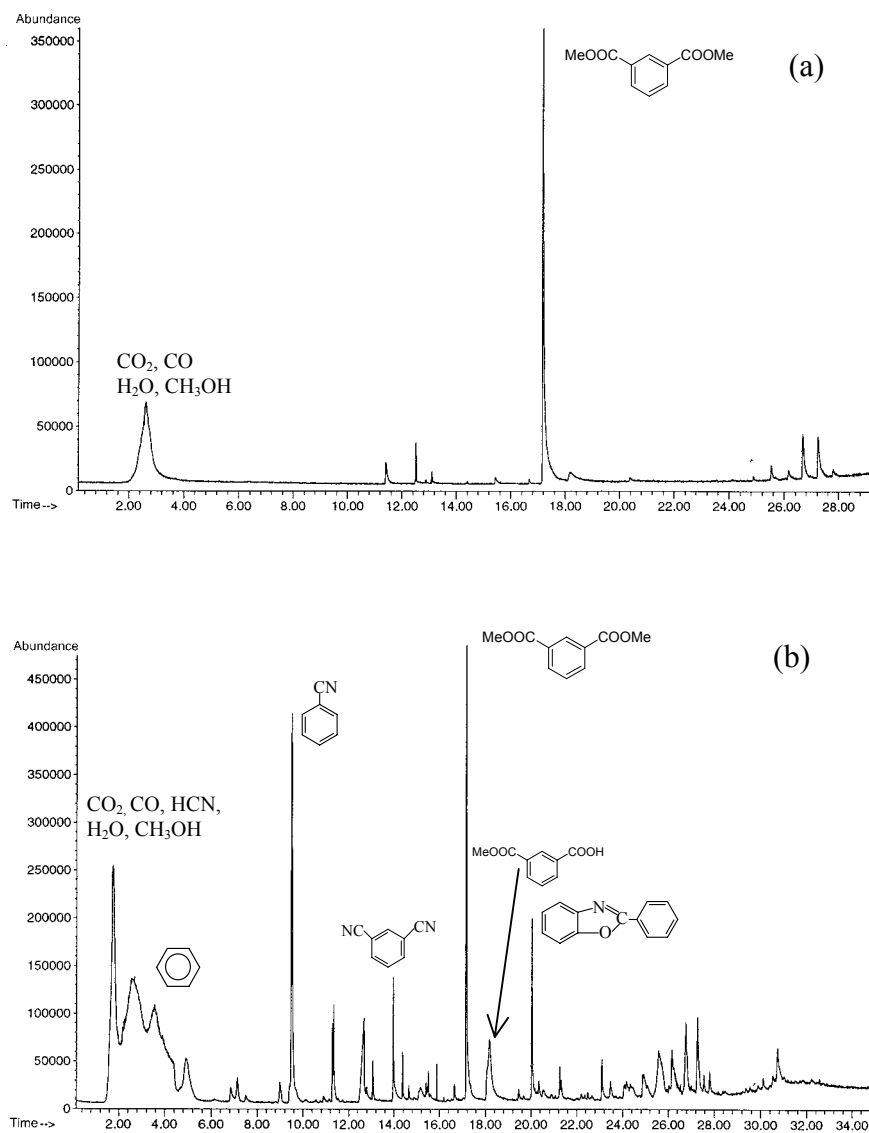 Abundance
350000
300000
250000
200000
150000
100000
50000
0
Time-->
2.00 4.00 6.00 8.00 10.00 12.00 14.00 16.00 18.00 20.00 22.00 24.00 26.00 28.00
MeOOC COOMe
(a)
CO₂, CO
H₂O, CH₃OH
Abundance
450000
400000
350000
300000
250000
200000
150000
100000
50000
0
Time-->
2.00 4.00 6.00 8.00 10.00 12.00 14.00 16.00 18.00 20.00 22.00 24.00 26.00 28.00 30.00 32.00 34.00
MeOOC COOMe
(b)
CN
CO₂, CO, HCN,
H₂O, CH₃OH
MeOOC COOH
NC CN
N C
O